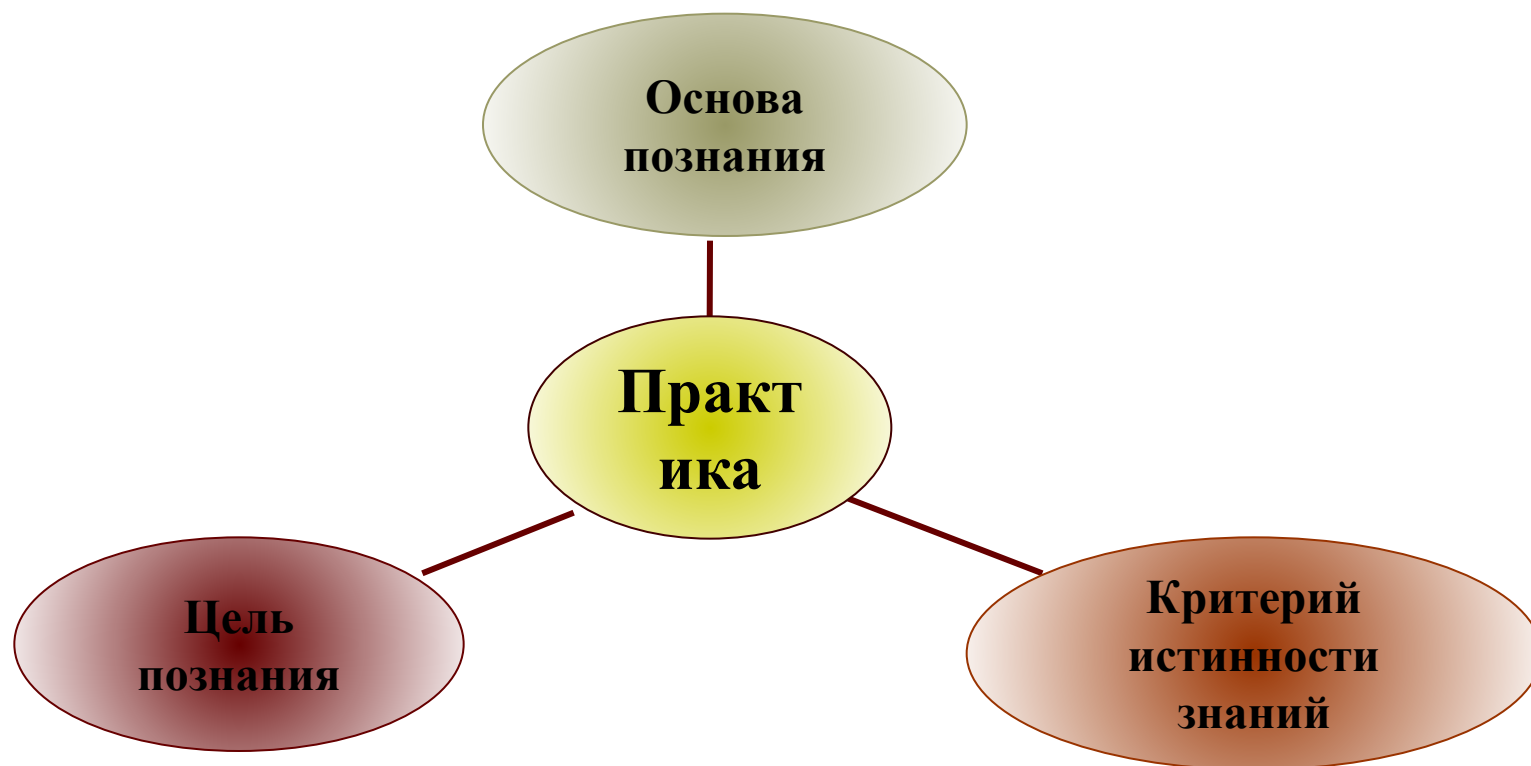 Основа
познания
Практ
ика
Цель
познания
Критерий
истинности
знаний